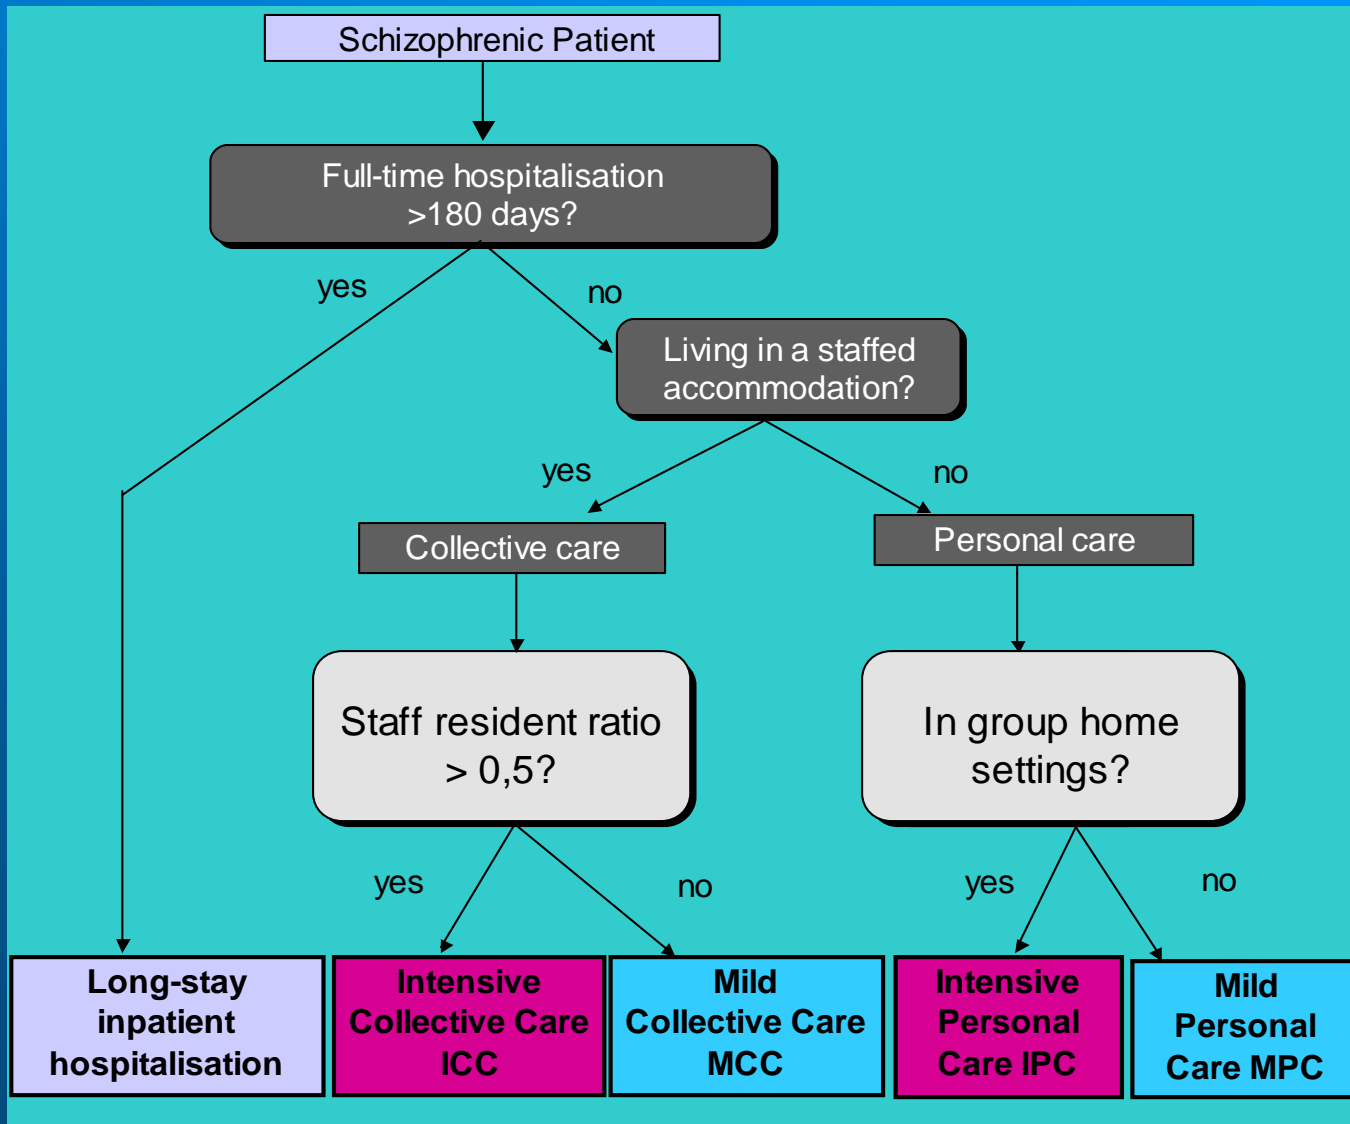 Schizophrenic Patient
Full-time hospitalisation
>180 days?
yes
no
Living in a staffed
accommodation?
yes
no
Collective care
Personal care
Staff resident ratio
> 0,5?
In group home
settings?
yes
no
yes
no
Long-stay
inpatient
hospitalisation
Intensive
Collective Care
ICC
Mild
Collective Care
MCC
Intensive
Personal
Care IPC
Mild
Personal
Care MPC